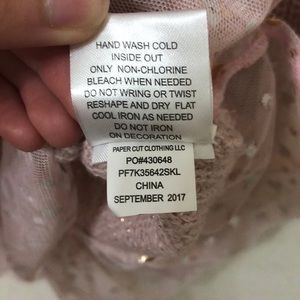 HAND WASH COLD
INSIDE OUT
ONLY NON-CHLORINE
BLEACH WHEN NEEDED
DO NOT WRING OR TWIST
RESHAPE AND DRY FLAT
COOL IRON AS NEEDED
DO NOT IRON
ON DECORATION
PAPER CUT CLOTHING LLC
PO#430648
PF7K35642SKL
CHINA
SEPTEMBER 2017